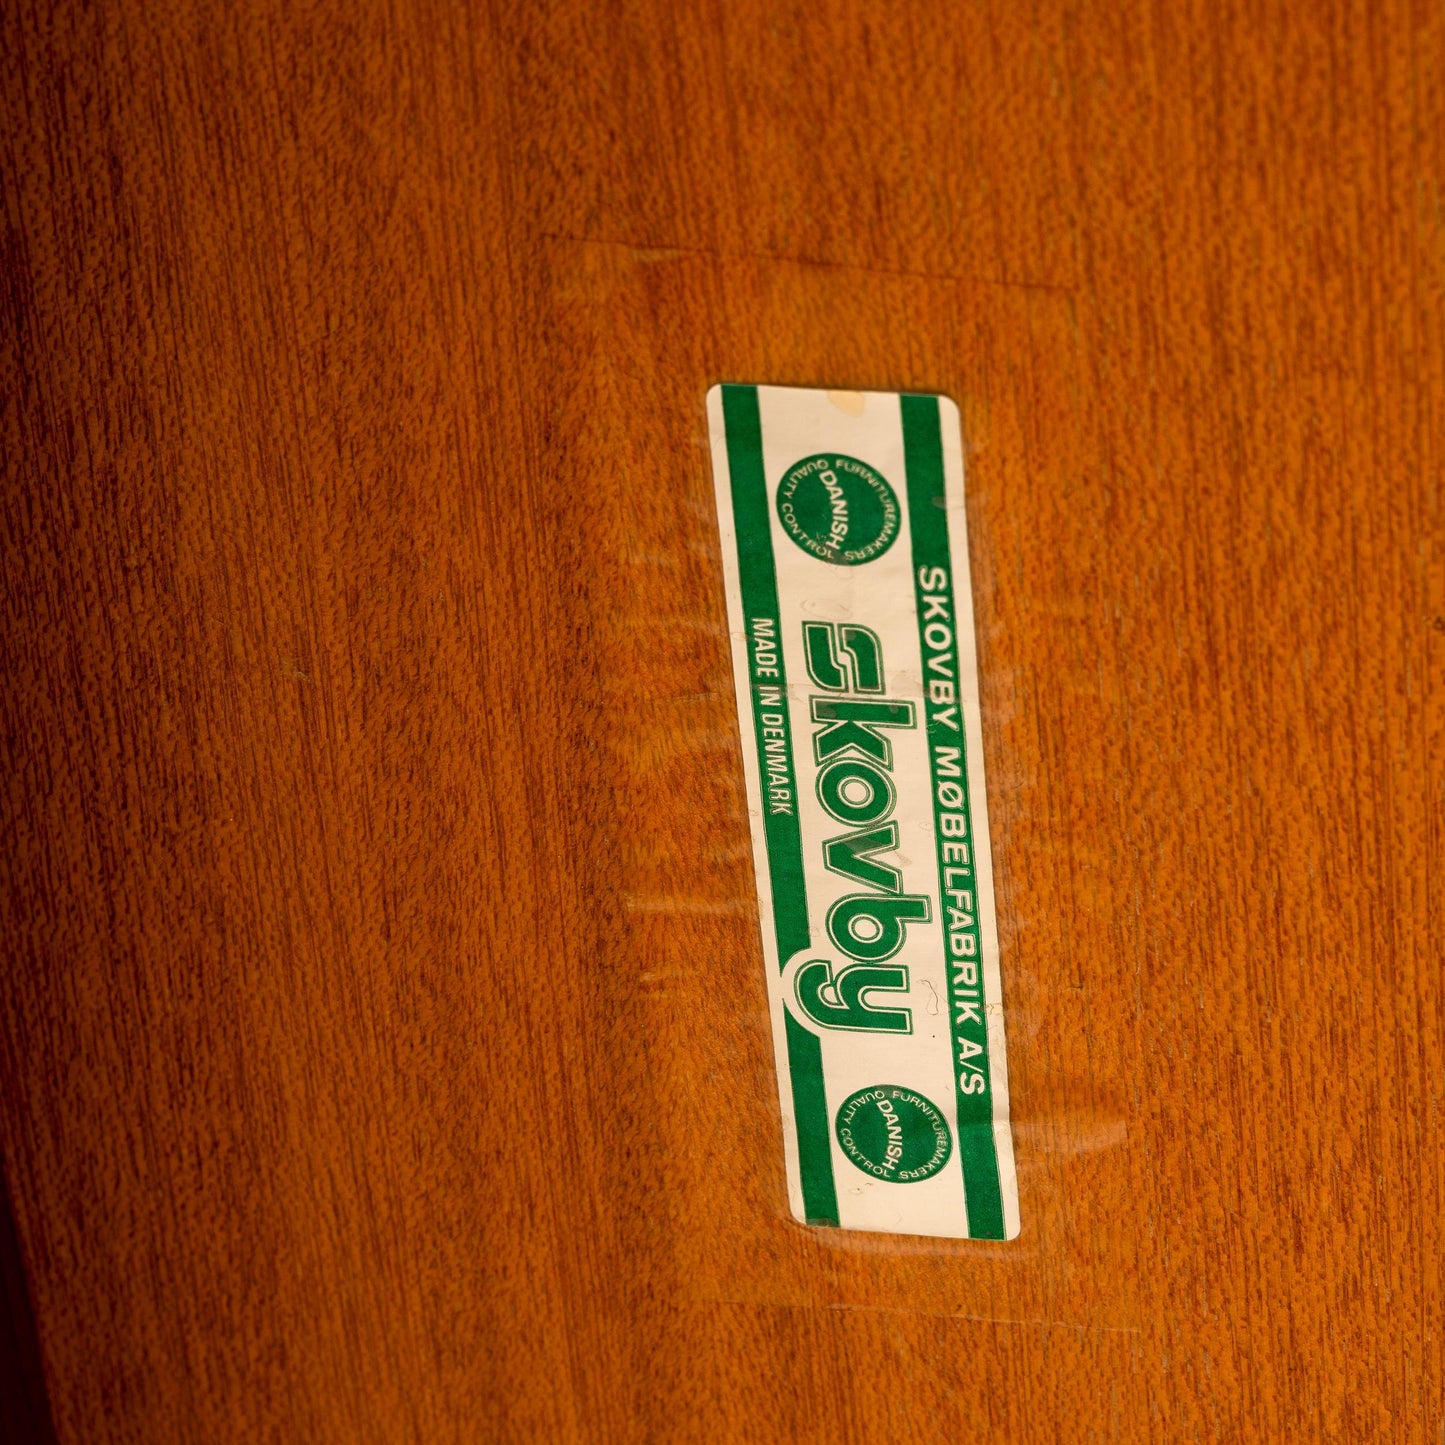 SKOVBY MØBELFABRIK A/S
DANISH
FURNITUREMAKERS
QUALITY CONTROL
skovby
DANISH
FURNITUREMAKERS
QUALITY CONTROL
MADE IN DENMARK